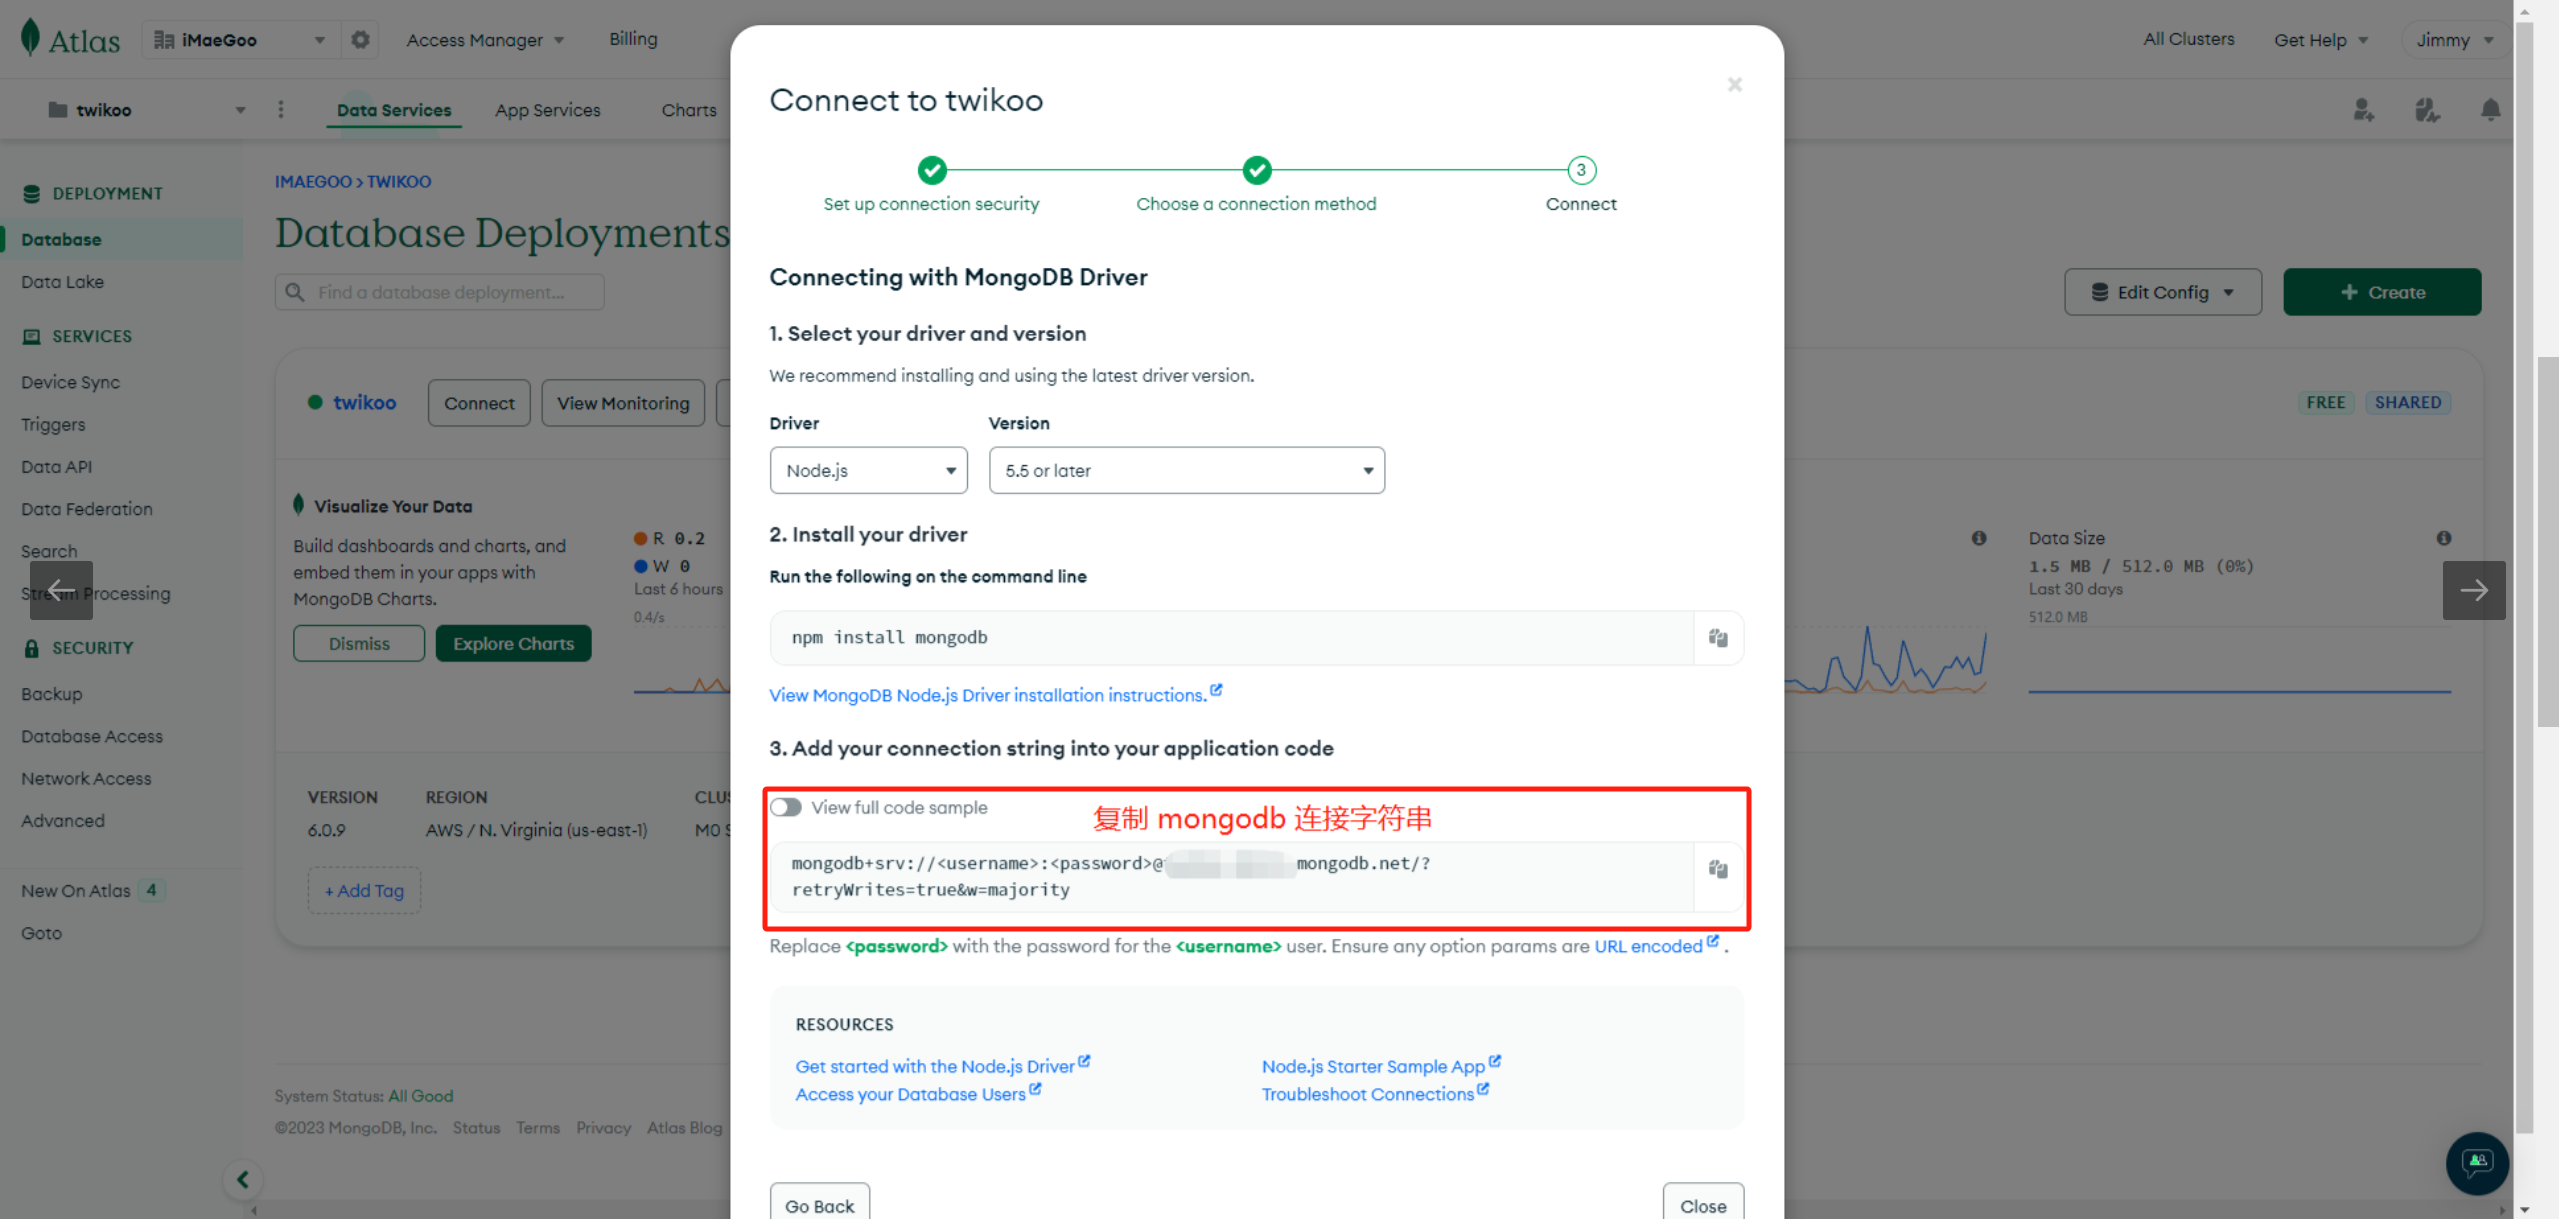 Atlas
iMaeGoo
Access Manager
Billing
All Clusters
Get Help
Jimmy
twikoo
Data Services
App Services
Charts
DEPLOYMENT
Database
Data Lake
SERVICES
Device Sync
Triggers
Data API
Data Federation
Search
Stream Processing
SECURITY
Backup
Database Access
Network Access
Advanced
New On Atlas 4
Goto
IMAEGOO > TWIKOO
Database Deployments
Find a database deployment...
Edit Config
+ Create
twikoo
Connect
View Monitoring
FREE
SHARED
Visualize Your Data
Build dashboards and charts, and
embed them in your apps with
MongoDB Charts.
Dismiss
Explore Charts
R 0.2
W 0
Last 6 hours
0.4/s
Data Size
1.5 MB / 512.0 MB (0%)
Last 30 days
512.0 MB
VERSION
6.0.9
REGION
AWS / N. Virginia (us-east-1)
+ Add Tag
System Status: All Good
©2023 MongoDB, Inc. Status Terms Privacy Atlas Blog
Connect to twikoo
Set up connection security
Choose a connection method
3
Connect
Connecting with MongoDB Driver
1. Select your driver and version
We recommend installing and using the latest driver version.
Driver
Version
Node.js
5.5 or later
2. Install your driver
Run the following on the command line
npm install mongodb
View MongoDB Node.js Driver installation instructions.
3. Add your connection string into your application code
View full code sample
复制 mongodb 连接字符串
mongodb+srv://<username>:<password>@ mongodb.net/?
retryWrites=true&w=majority
Replace <password> with the password for the <username> user. Ensure any option params are URL encoded .
RESOURCES
Get started with the Node.js Driver
Node.js Starter Sample App
Access your Database Users
Troubleshoot Connections
Go Back
Close